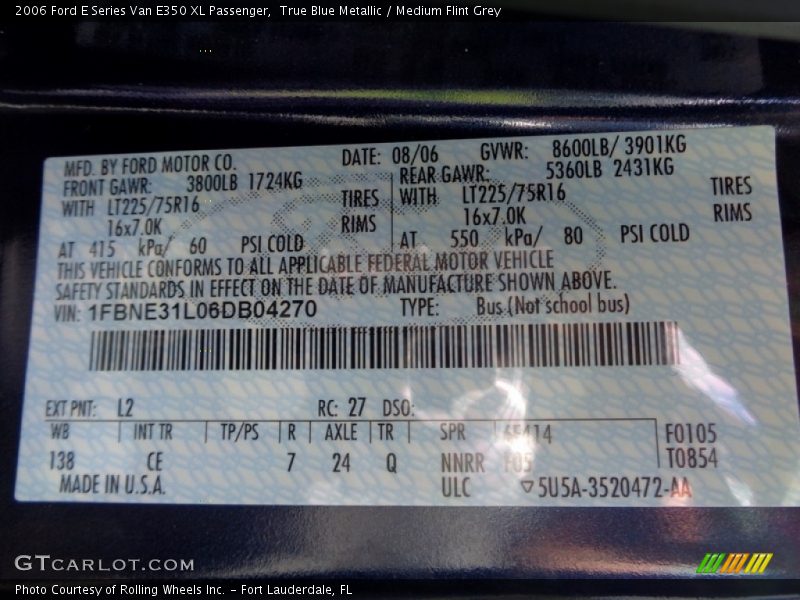 2006 Ford E Series Van E350 XL Passenger,  True Blue Metallic / Medium Flint Grey
MFD. BY FORD MOTOR CO. DATE: 08/06 GVWR: 8600LB/ 3901KG
FRONT GAWR: 3800LB 1724KG REAR GAWR: 5360LB 2431KG
WITH LT225/75R16 TIRES WITH LT225/75R16 TIRES
16x7.0K RIMS 16x7.0K RIMS
AT 415 kPa/ 60 PSI COLD AT 550 kPa/ 80 PSI COLD
THIS VEHICLE CONFORMS TO ALL APPLICABLE FEDERAL MOTOR VEHICLE
SAFETY STANDARDS IN EFFECT ON THE DATE OF MANUFACTURE SHOWN ABOVE.
VIN: 1FBNE31L06DB04270 TYPE: Bus (Not school bus)
EXT PNT: L2 RC: 27 DSO:
WB INT TR TP/PS R AXLE TR SPR 65414 F0105
138 CE 7 24 Q NNRR F05 T0854
MADE IN U.S.A. ULC 5U5A-3520472-AA
GTCARLOT.COM
Photo Courtesy of Rolling Wheels Inc. – Fort Lauderdale, FL